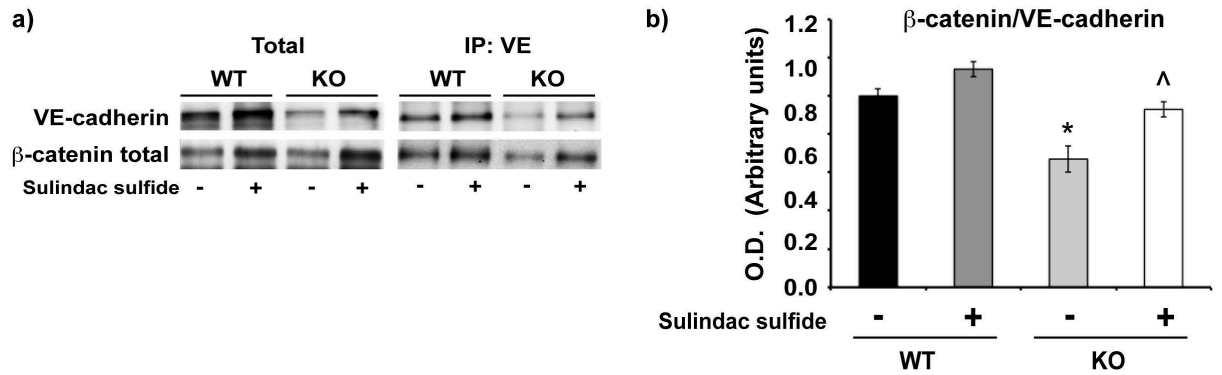 a)
Total IP: VE
WT KO WT KO
VE-cadherin
β-catenin total
Sulindac sulfide - + - + - + - +
b)
β-catenin/VE-cadherin
O.D. (Arbitrary units)
1.2
1.0
0.8
0.6
0.4
0.2
0.0
* ^
Sulindac sulfide - + - +
WT KO